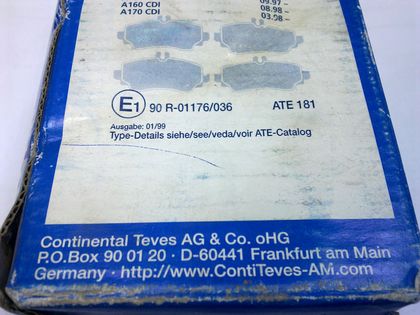 A160 CDI 09.97 -
A170 CDI 08.98 -
03.98 -
E1 90 R-01176/036 ATE 181
Ausgabe: 01/99
Type-Details siehe/see/veda/voir ATE-Catalog
Continental Teves AG & Co. oHG
P.O.Box 90 01 20 · D-60441 Frankfurt am Main
Germany · http://www.ContiTeves-AM.com